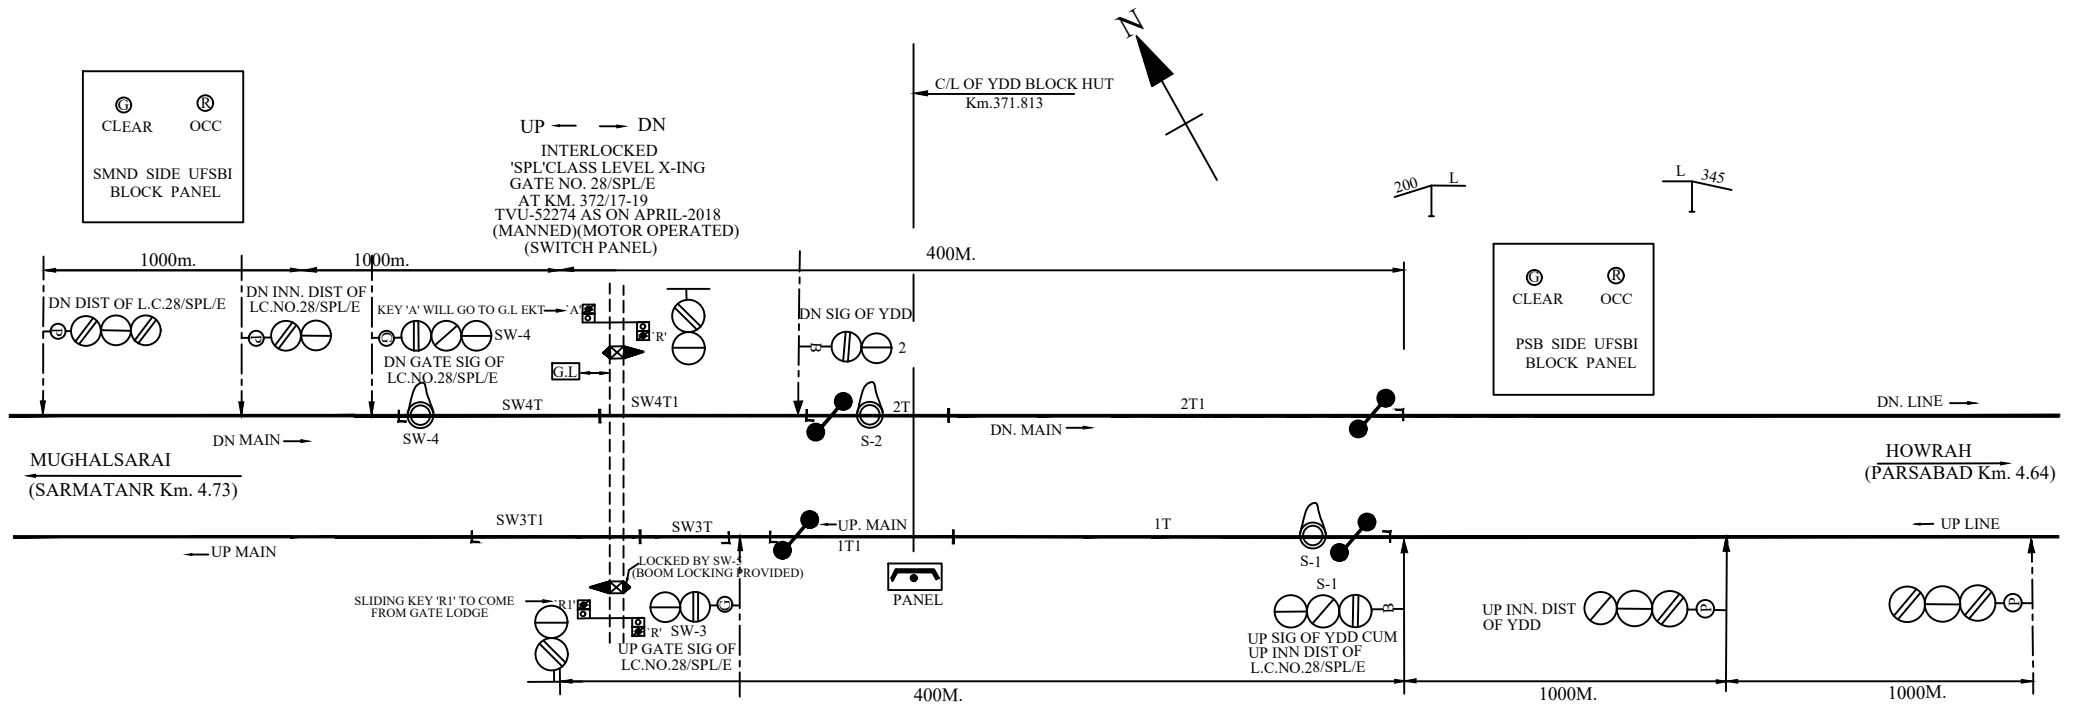 N
C/L OF YDD BLOCK HUT
Km.371.813
G
R
CLEAR
OCC
SMND SIDE UFSBI
BLOCK PANEL
UP
DN
INTERLOCKED
'SPL'CLASS LEVEL X-ING
GATE NO. 28/SPL/E
AT KM. 372/17-19
TVU-52274 AS ON APRIL-2018
(MANNED)(MOTOR OPERATED)
(SWITCH PANEL)
200
L
L
345
G
R
CLEAR
OCC
PSB SIDE UFSBI
BLOCK PANEL
1000m.
1000m.
400M.
DN DIST OF L.C.28/SPL/E
P
DN INN. DIST OF
LC.NO.28/SPL/E
P
KEY 'A' WILL GO TO G.L EKT
`A'
G
SW-4
DN GATE SIG OF
LC.NO.28/SPL/E
`R'
G.L
DN SIG OF YDD
B
2
SW4T
SW4T1
2T
2T1
DN. LINE
DN MAIN
SW-4
S-2
DN. MAIN
MUGHALSARAI
(SARMATANR Km. 4.73)
HOWRAH
(PARSABAD Km. 4.64)
SW3T1
SW3T
UP. MAIN
1T1
1T
UP LINE
UP MAIN
S-1
LOCKED BY SW-5
(BOOM LOCKING PROVIDED)
PANEL
SLIDING KEY 'R1' TO COME
FROM GATE LODGE
`R1'
`R'
G
SW-3
UP GATE SIG OF
LC.NO.28/SPL/E
S-1
B
UP SIG OF YDD CUM
UP INN DIST OF
L.C.NO.28/SPL/E
UP INN. DIST
OF YDD
P
P
400M.
1000M.
1000M.